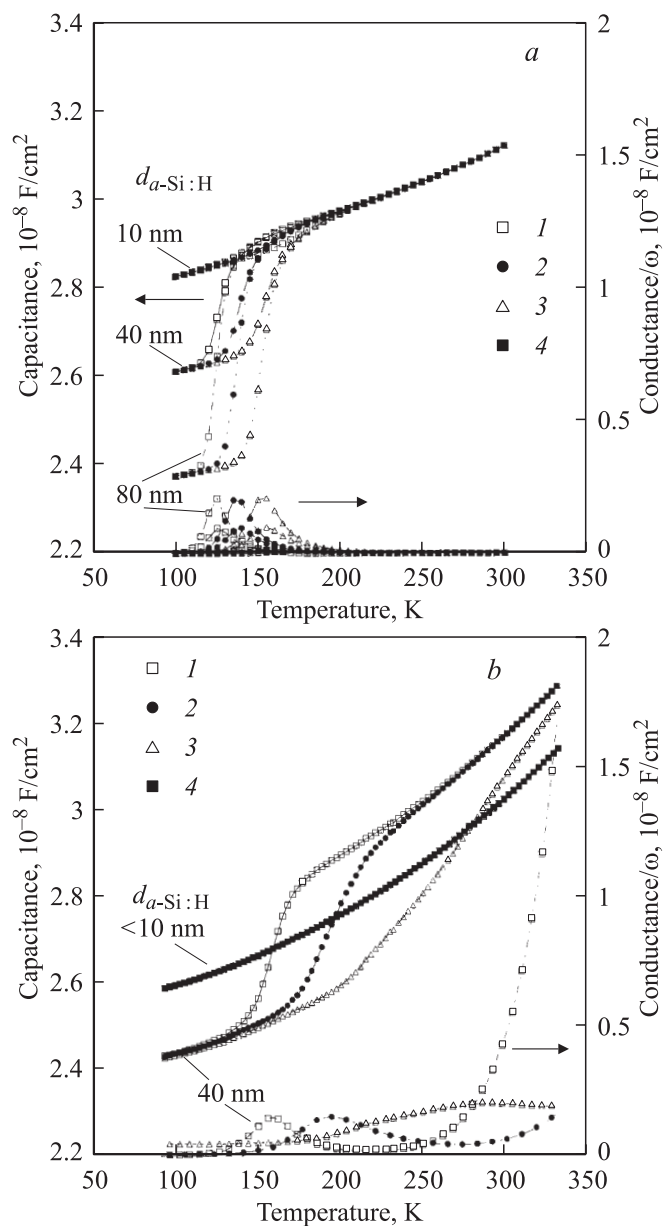 3.4
3.2
3
2.8
2.6
2.4
2.2
Capacitance, 10⁻⁸ F/cm²
2
1.5
1
0.5
0
Conductance/ω, 10⁻⁸ F/cm²
a
d a-Si : H
10 nm
40 nm
80 nm
1
2
3
4
50 100 150 200 250 300 350
Temperature, K
3.4
3.2
3.0
2.8
2.6
2.4
2.2
Capacitance, 10⁻⁸ F/cm²
2
1.5
1
0.5
0
Conductance/ω, 10⁻⁸ F/cm²
b
1
2
3
4
d a-Si : H
<10 nm
40 nm
50 100 150 200 250 300 350
Temperature, K